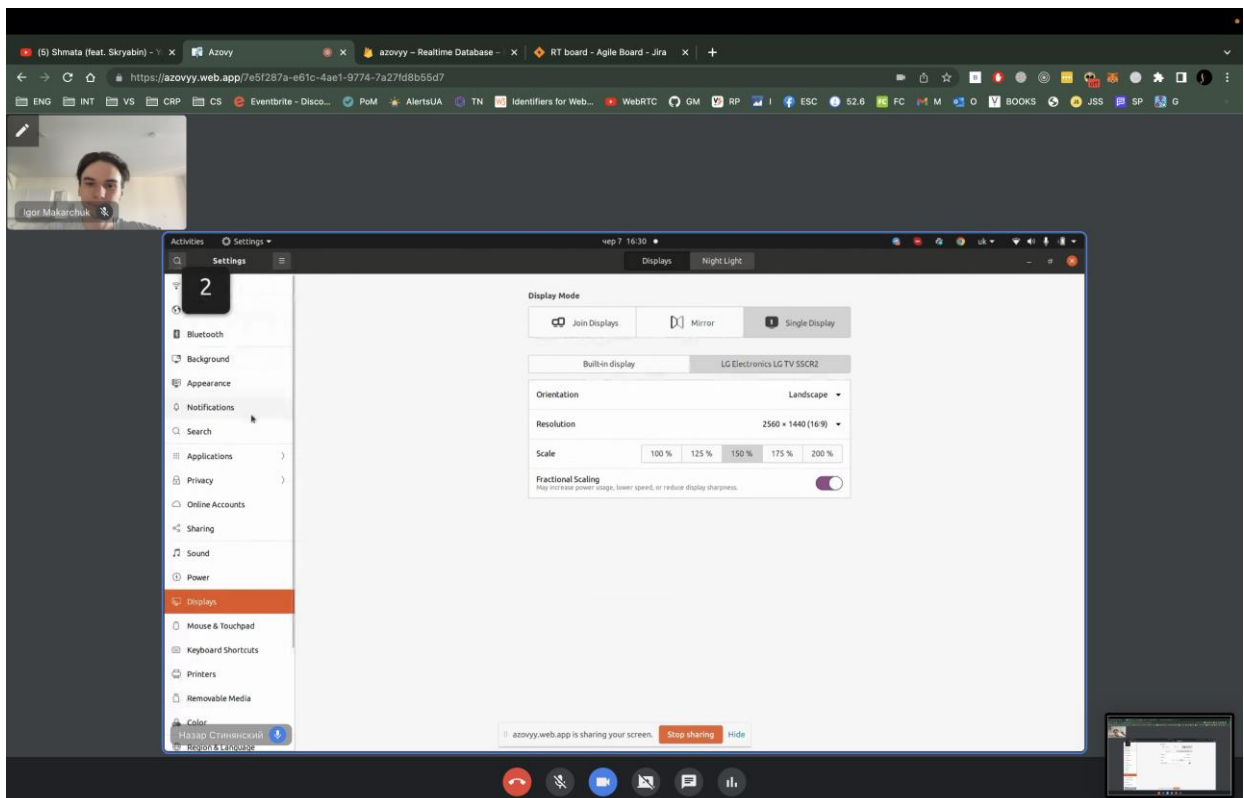 (5) Shmata (feat. Skryabin) - Y
Azovy
azovyy – Realtime Database –
RT board - Agile Board - Jira
https://azovyy.web.app/7e5f287a-e61c-4ae1-9774-7a27fd8b55d7
ENG INT VS CRP CS Eventbrite - Disco... PoM AlertsUA TN Identifiers for Web... WebRTC GM RP I ESC 52.6 FC M O BOOKS JSS SP G
Igor Makarchuk
Activities Settings чер 7 16:30 uk
Settings Displays Night Light
2
Bluetooth
Background
Appearance
Notifications
Search
Applications
Privacy
Online Accounts
Sharing
Sound
Power
Displays
Mouse & Touchpad
Keyboard Shortcuts
Printers
Removable Media
Color
Region & Language
Назар Стинянский
Display Mode
Join Displays Mirror 1 Single Display
Built-in display LG Electronics LG TV SSCR2
Orientation Landscape
Resolution 2560 × 1440 (16:9)
Scale 100 % 125 % 150 % 175 % 200 %
Fractional Scaling
May increase power usage, lower speed, or reduce display sharpness.
azovyy.web.app is sharing your screen. Stop sharing Hide